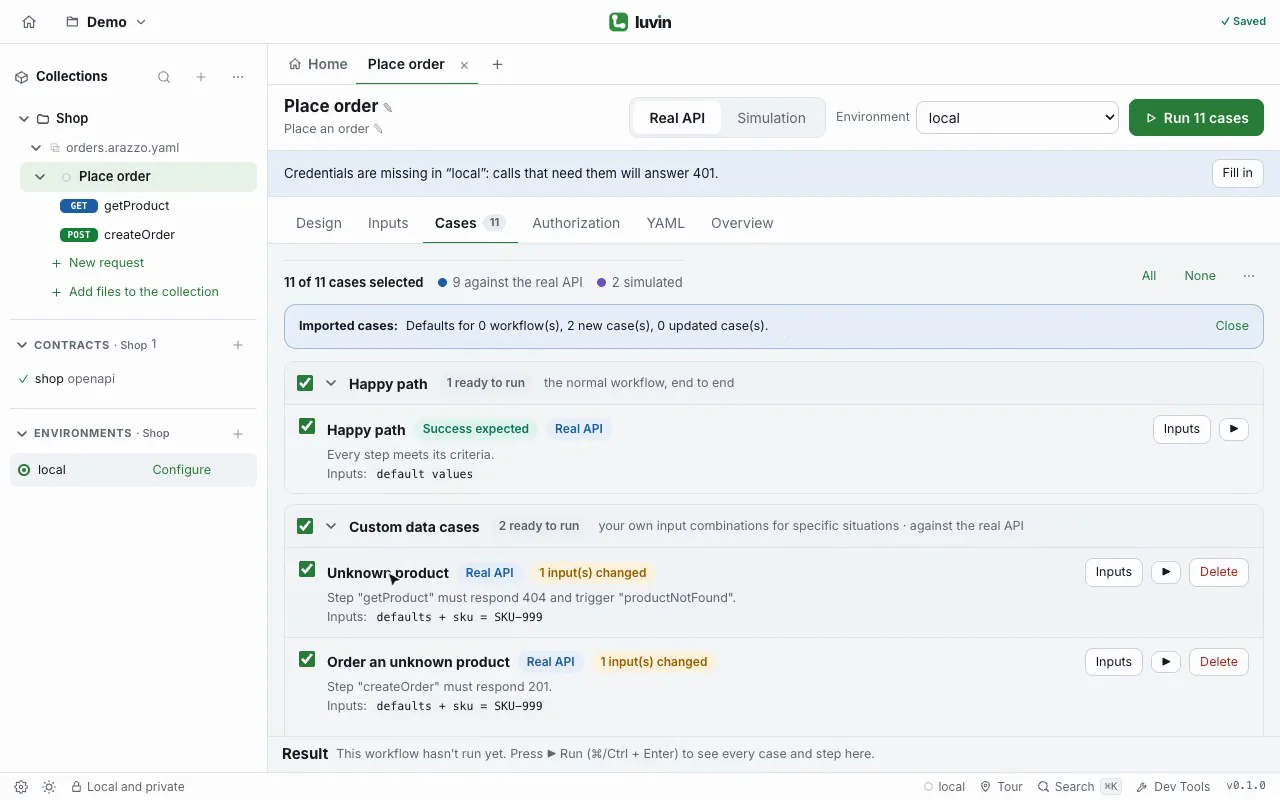 Demo
luvin
✓ Saved
Collections
Home
Place order
Shop
orders.arazzo.yaml
Place order
GET getProduct
POST createOrder
+ New request
+ Add files to the collection
CONTRACTS · Shop 1
✓ shop openapi
ENVIRONMENTS · Shop
local Configure
Place order
Place an order
Real API Simulation
Environment
local
Run 11 cases
Credentials are missing in “local”: calls that need them will answer 401.
Fill in
Design Inputs Cases 11 Authorization YAML Overview
11 of 11 cases selected 9 against the real API 2 simulated
All None ···
Imported cases: Defaults for 0 workflow(s), 2 new case(s), 0 updated case(s).
Close
Happy path 1 ready to run the normal workflow, end to end
Happy path Success expected Real API
Inputs
Every step meets its criteria.
Inputs: default values
Custom data cases 2 ready to run your own input combinations for specific situations · against the real API
Unknown product Real API 1 input(s) changed
Inputs Delete
Step "getProduct" must respond 404 and trigger "productNotFound".
Inputs: defaults + sku = SKU-999
Order an unknown product Real API 1 input(s) changed
Inputs Delete
Step "createOrder" must respond 201.
Inputs: defaults + sku = SKU-999
Result This workflow hasn't run yet. Press ▶ Run (⌘/Ctrl + Enter) to see every case and step here.
Local and private
local Tour Search ⌘K Dev Tools v0.1.0